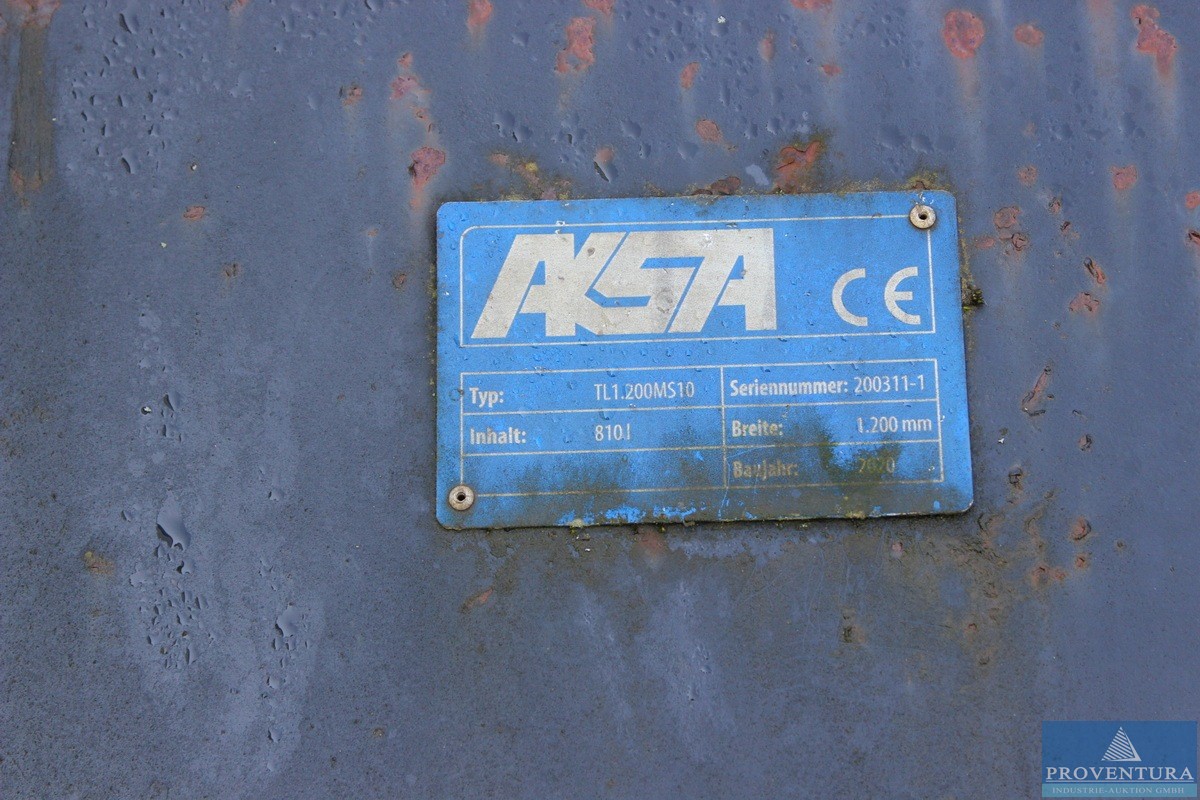 AKSA CE
Typ: TL1.200MS10 Seriennummer: 200311-1
Inhalt: 810 l Breite: 1.200 mm
Baujahr: 2020
PROVENTURA
INDUSTRIE-AUKTION GMBH